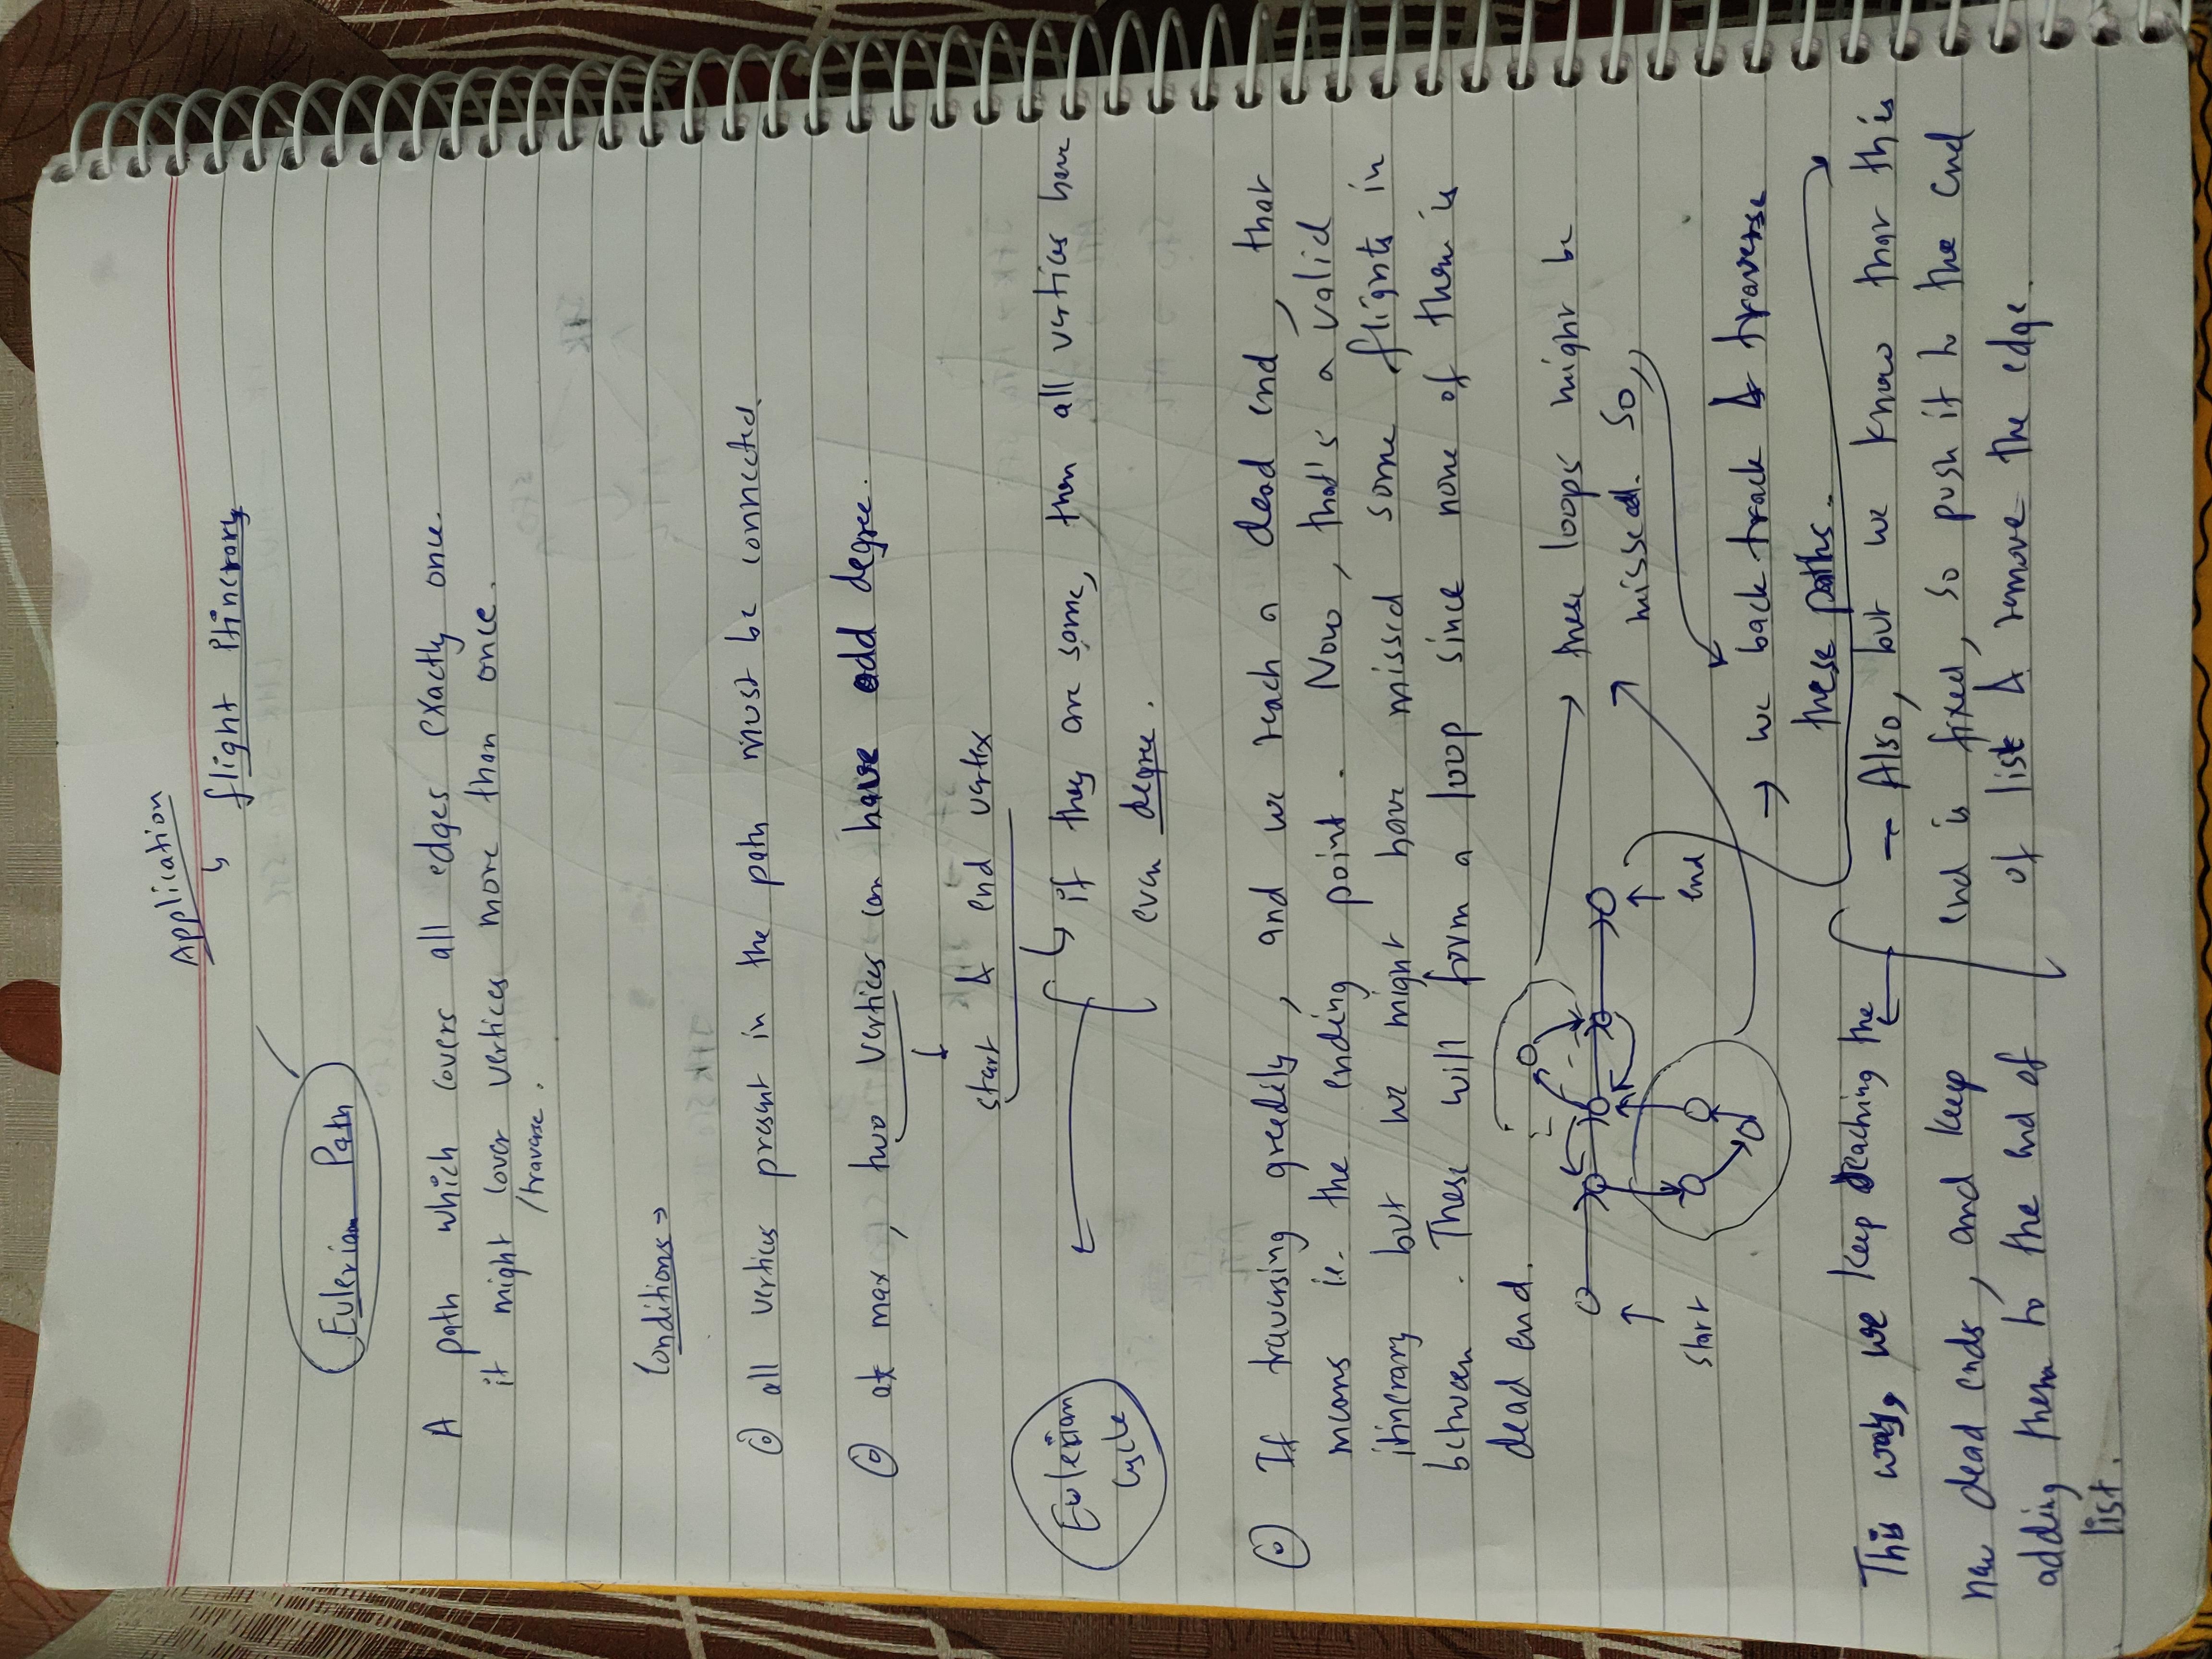 Application
↳ flight itinerary
Eulerian Path
A path which covers all edges exactly once.
it might cover vertices more than once.
/traverse.
Conditions →
⊙ all vertices present in the path must be connected.
⊙ at max, two vertices can have odd degree.
↓
start & end vertex
↳ if they are same, then all vertices have
even degree.
Eulerian
Cycle
⊙ If traversing greedily, and we reach a dead end, that
means i.e. the ending point. Now, that's a valid
itinerary but we might have missed some flights in
between. These will form a loop since none of them is
dead end.
start
end
→ these loops might be
missed. So,,
→ we back track & traverse
these paths.
– Also, but we know that this
end is fixed, so push it to the end
of list & remove the edge.
This way, we keep reaching the
new dead ends, and keep
adding them to the end of
list.